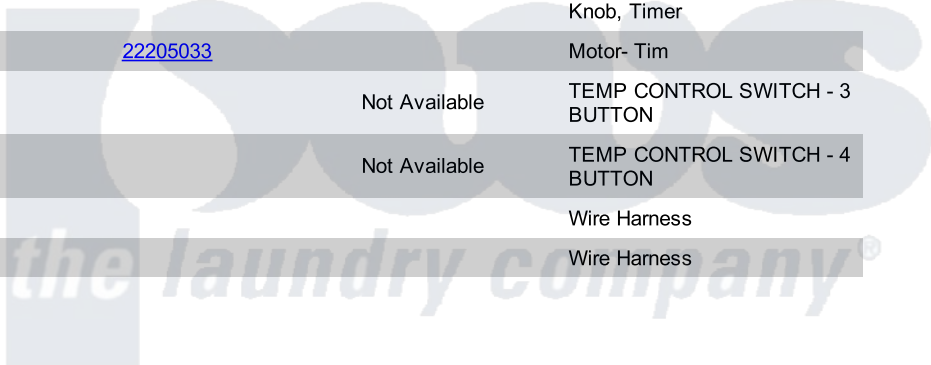 Knob, Timer
22205033 Motor- Tim
Not Available TEMP CONTROL SWITCH - 3
BUTTON
Not Available TEMP CONTROL SWITCH - 4
BUTTON
Wire Harness
Wire Harness
the laundry company®